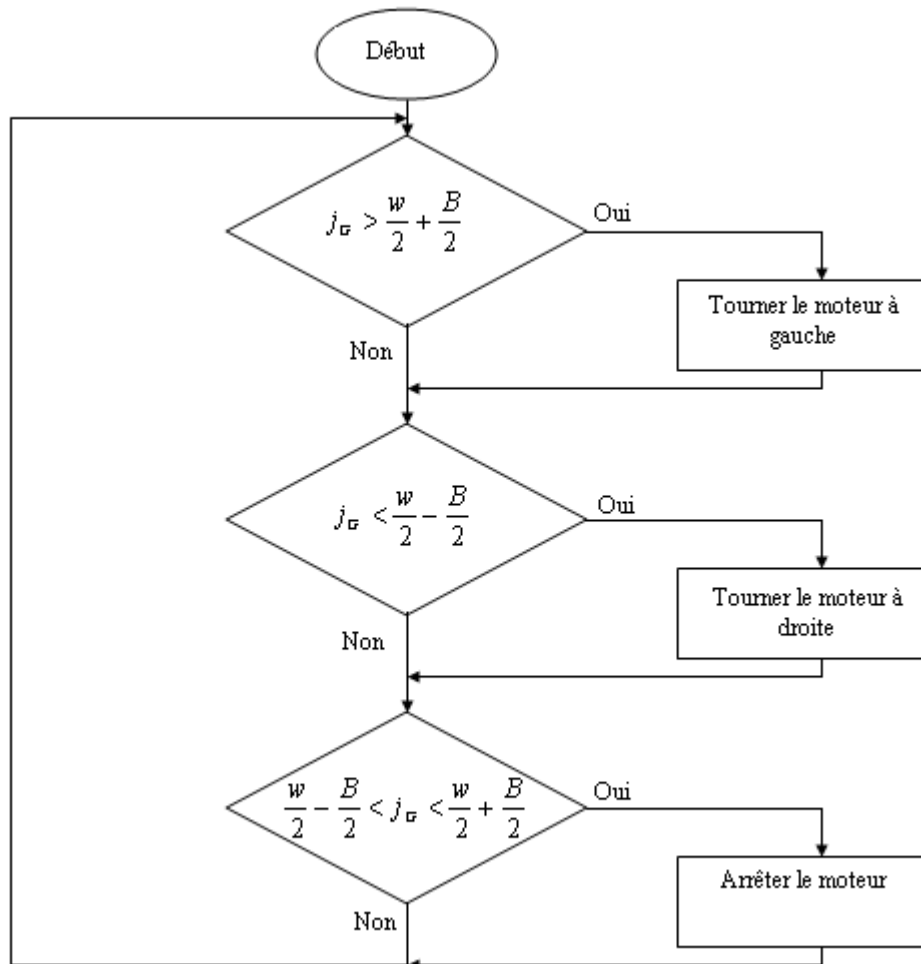 Début
j_G > w/2 + B/2
Oui
Tourner le moteur à
gauche
Non
j_G < w/2 - B/2
Oui
Tourner le moteur à
droite
Non
w/2 - B/2 < j_G < w/2 + B/2
Oui
Arrêter le moteur
Non